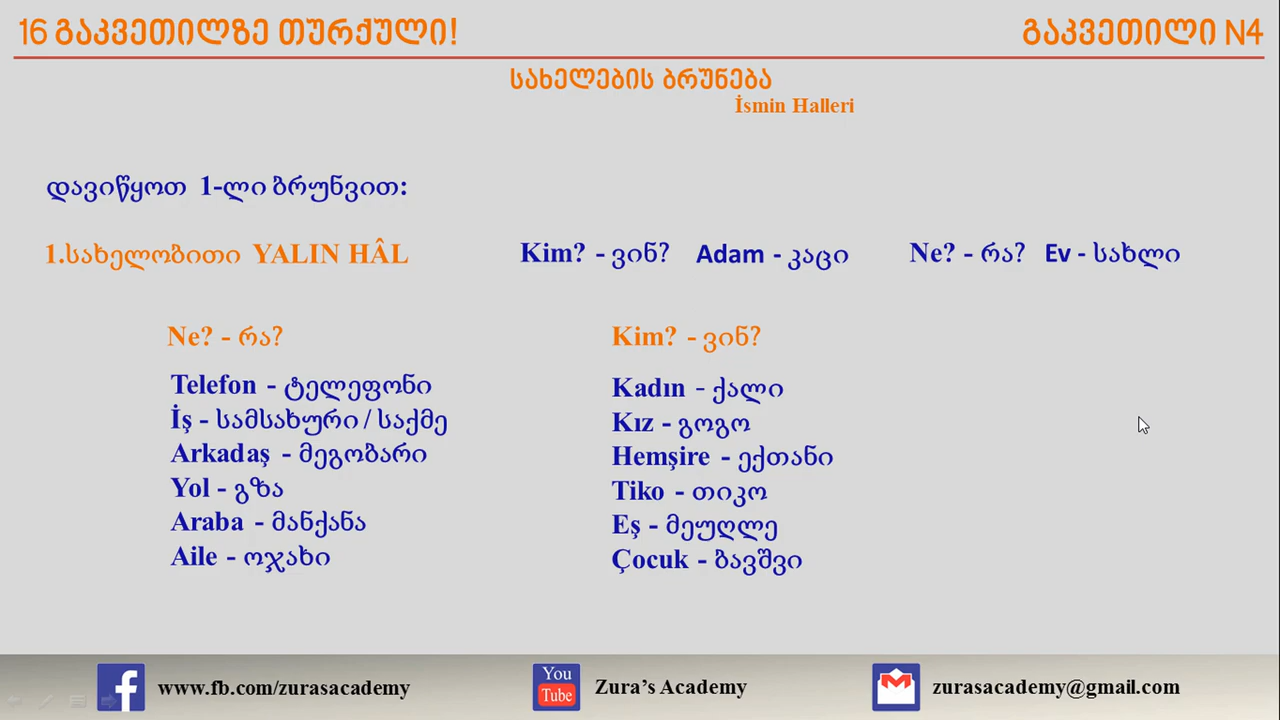 16 გაკვეთილზე თურქული!
გაკვეთილი N4
სახელების ბრუნება
İsmin Halleri
დავიწყოთ 1-ლი ბრუნვით:
1.სახელობითი YALIN HÂL
Kim? - ვინ? Adam - კაცი
Ne? - რა? Ev - სახლი
Ne? - რა?
Telefon - ტელეფონი
İş - სამსახური / საქმე
Arkadaş - მეგობარი
Yol - გზა
Araba - მანქანა
Aile - ოჯახი
Kim? - ვინ?
Kadın - ქალი
Kız - გოგო
Hemşire - ექთანი
Tiko - თიკო
Eş - მეუღლე
Çocuk - ბავშვი
www.fb.com/zurasacademy
You
Tube
Zura’s Academy
zurasacademy@gmail.com